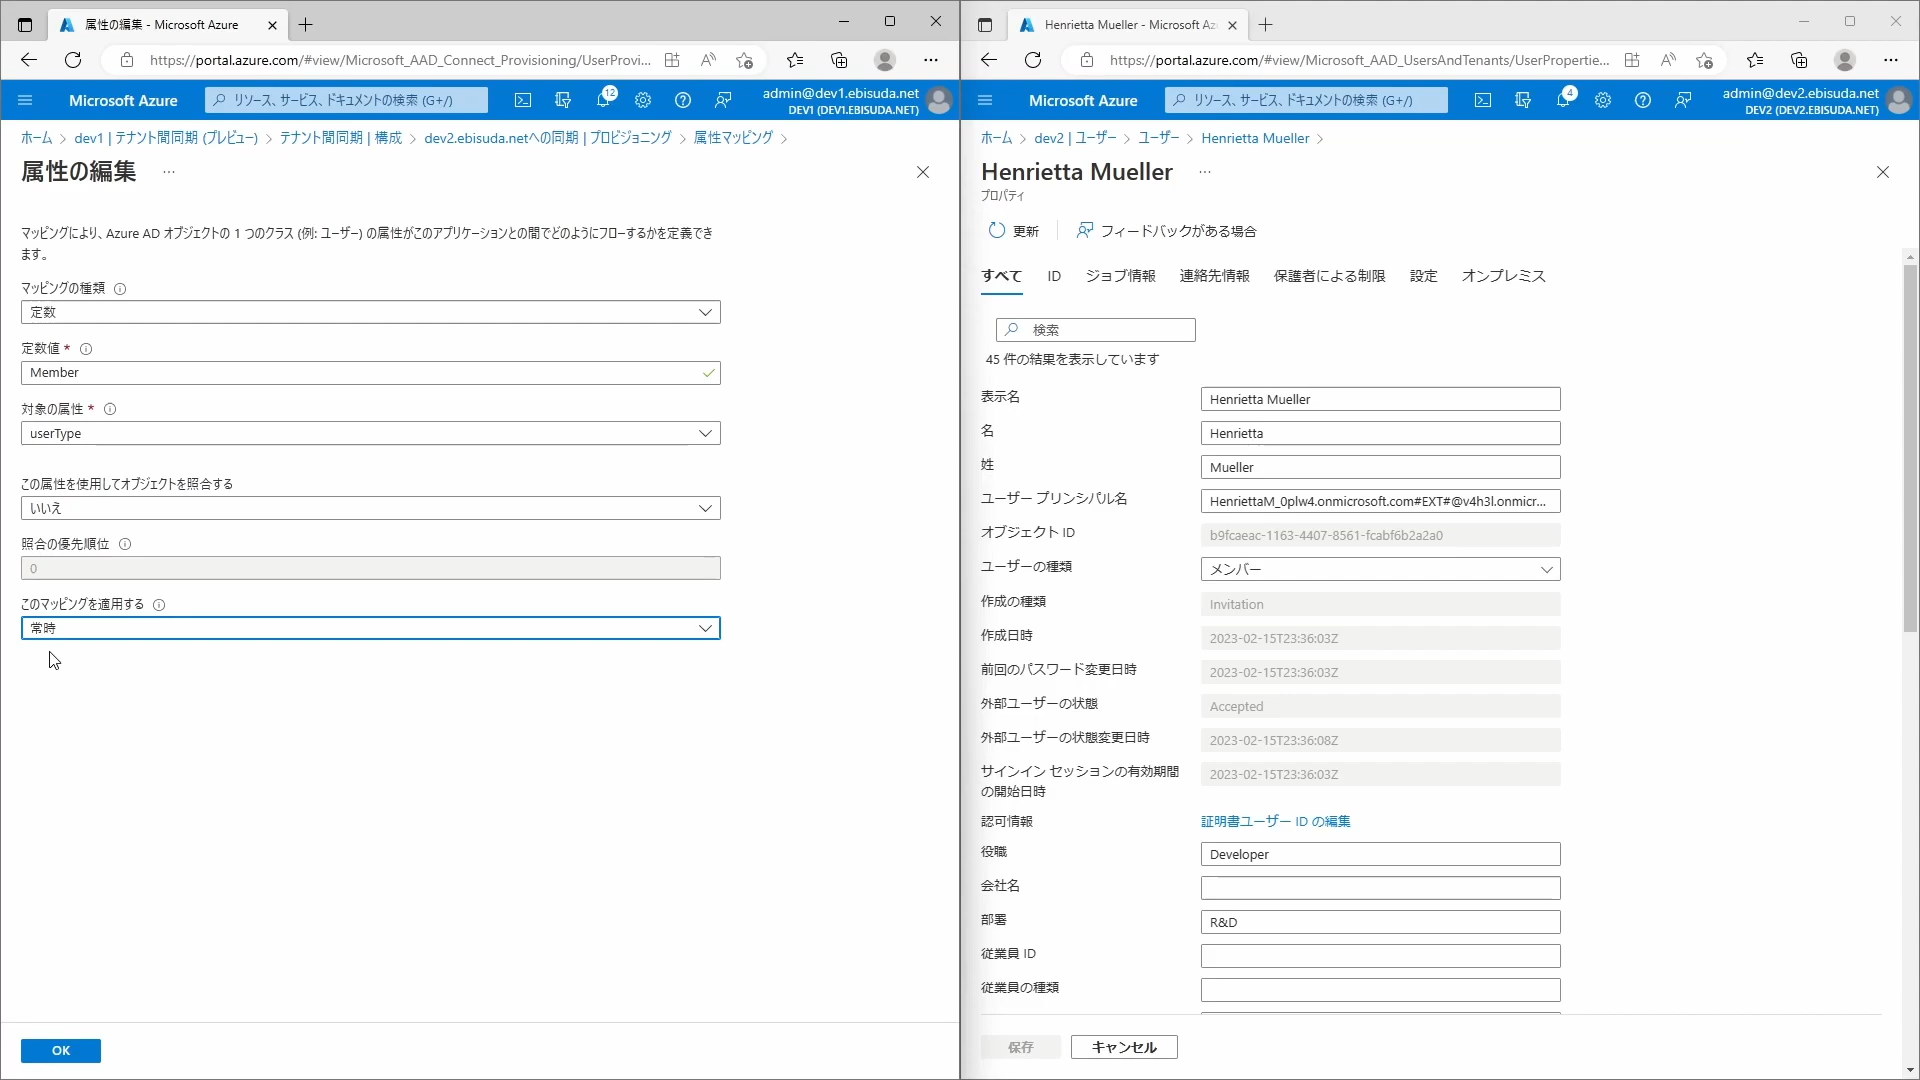 属性の編集 - Microsoft Azure
https://portal.azure.com/#view/Microsoft_AAD_Connect_Provisioning/UserProvi...
Microsoft Azure
リソース、サービス、ドキュメントの検索 (G+/)
12
admin@dev1.ebisuda.net
DEV1 (DEV1.EBISUDA.NET)
ホーム > dev1 | テナント間同期 (プレビュー) > テナント間同期 | 構成 > dev2.ebisuda.netへの同期 | プロビジョニング > 属性マッピング >
属性の編集 ...
マッピングにより、Azure AD オブジェクトの 1 つのクラス (例: ユーザー) の属性がこのアプリケーションとの間でどのようにフローするかを定義でき
ます。
マッピングの種類
定数
定数値 *
Member
対象の属性 *
userType
この属性を使用してオブジェクトを照合する
いいえ
照合の優先順位
0
このマッピングを適用する
常時
OK
Henrietta Mueller - Microsoft Az
https://portal.azure.com/#view/Microsoft_AAD_UsersAndTenants/UserPropertie...
Microsoft Azure
リソース、サービス、ドキュメントの検索 (G+/)
4
admin@dev2.ebisuda.net
DEV2 (DEV2.EBISUDA.NET)
ホーム > dev2 | ユーザー > ユーザー > Henrietta Mueller >
Henrietta Mueller ...
プロパティ
更新
フィードバックがある場合
すべて ID ジョブ情報 連絡先情報 保護者による制限 設定 オンプレミス
検索
45 件の結果を表示しています
表示名 Henrietta Mueller
名 Henrietta
姓 Mueller
ユーザー プリンシパル名 HenriettaM_0plw4.onmicrosoft.com#EXT#@v4h3l.onmicr...
オブジェクト ID b9fcaeac-1163-4407-8561-fcabf6b2a2a0
ユーザーの種類 メンバー
作成の種類 Invitation
作成日時 2023-02-15T23:36:03Z
前回のパスワード変更日時 2023-02-15T23:36:03Z
外部ユーザーの状態 Accepted
外部ユーザーの状態変更日時 2023-02-15T23:36:08Z
サインイン セッションの有効期間 2023-02-15T23:36:03Z
の開始日時
認可情報 証明書ユーザー ID の編集
役職 Developer
会社名
部署 R&D
従業員 ID
従業員の種類
保存 キャンセル